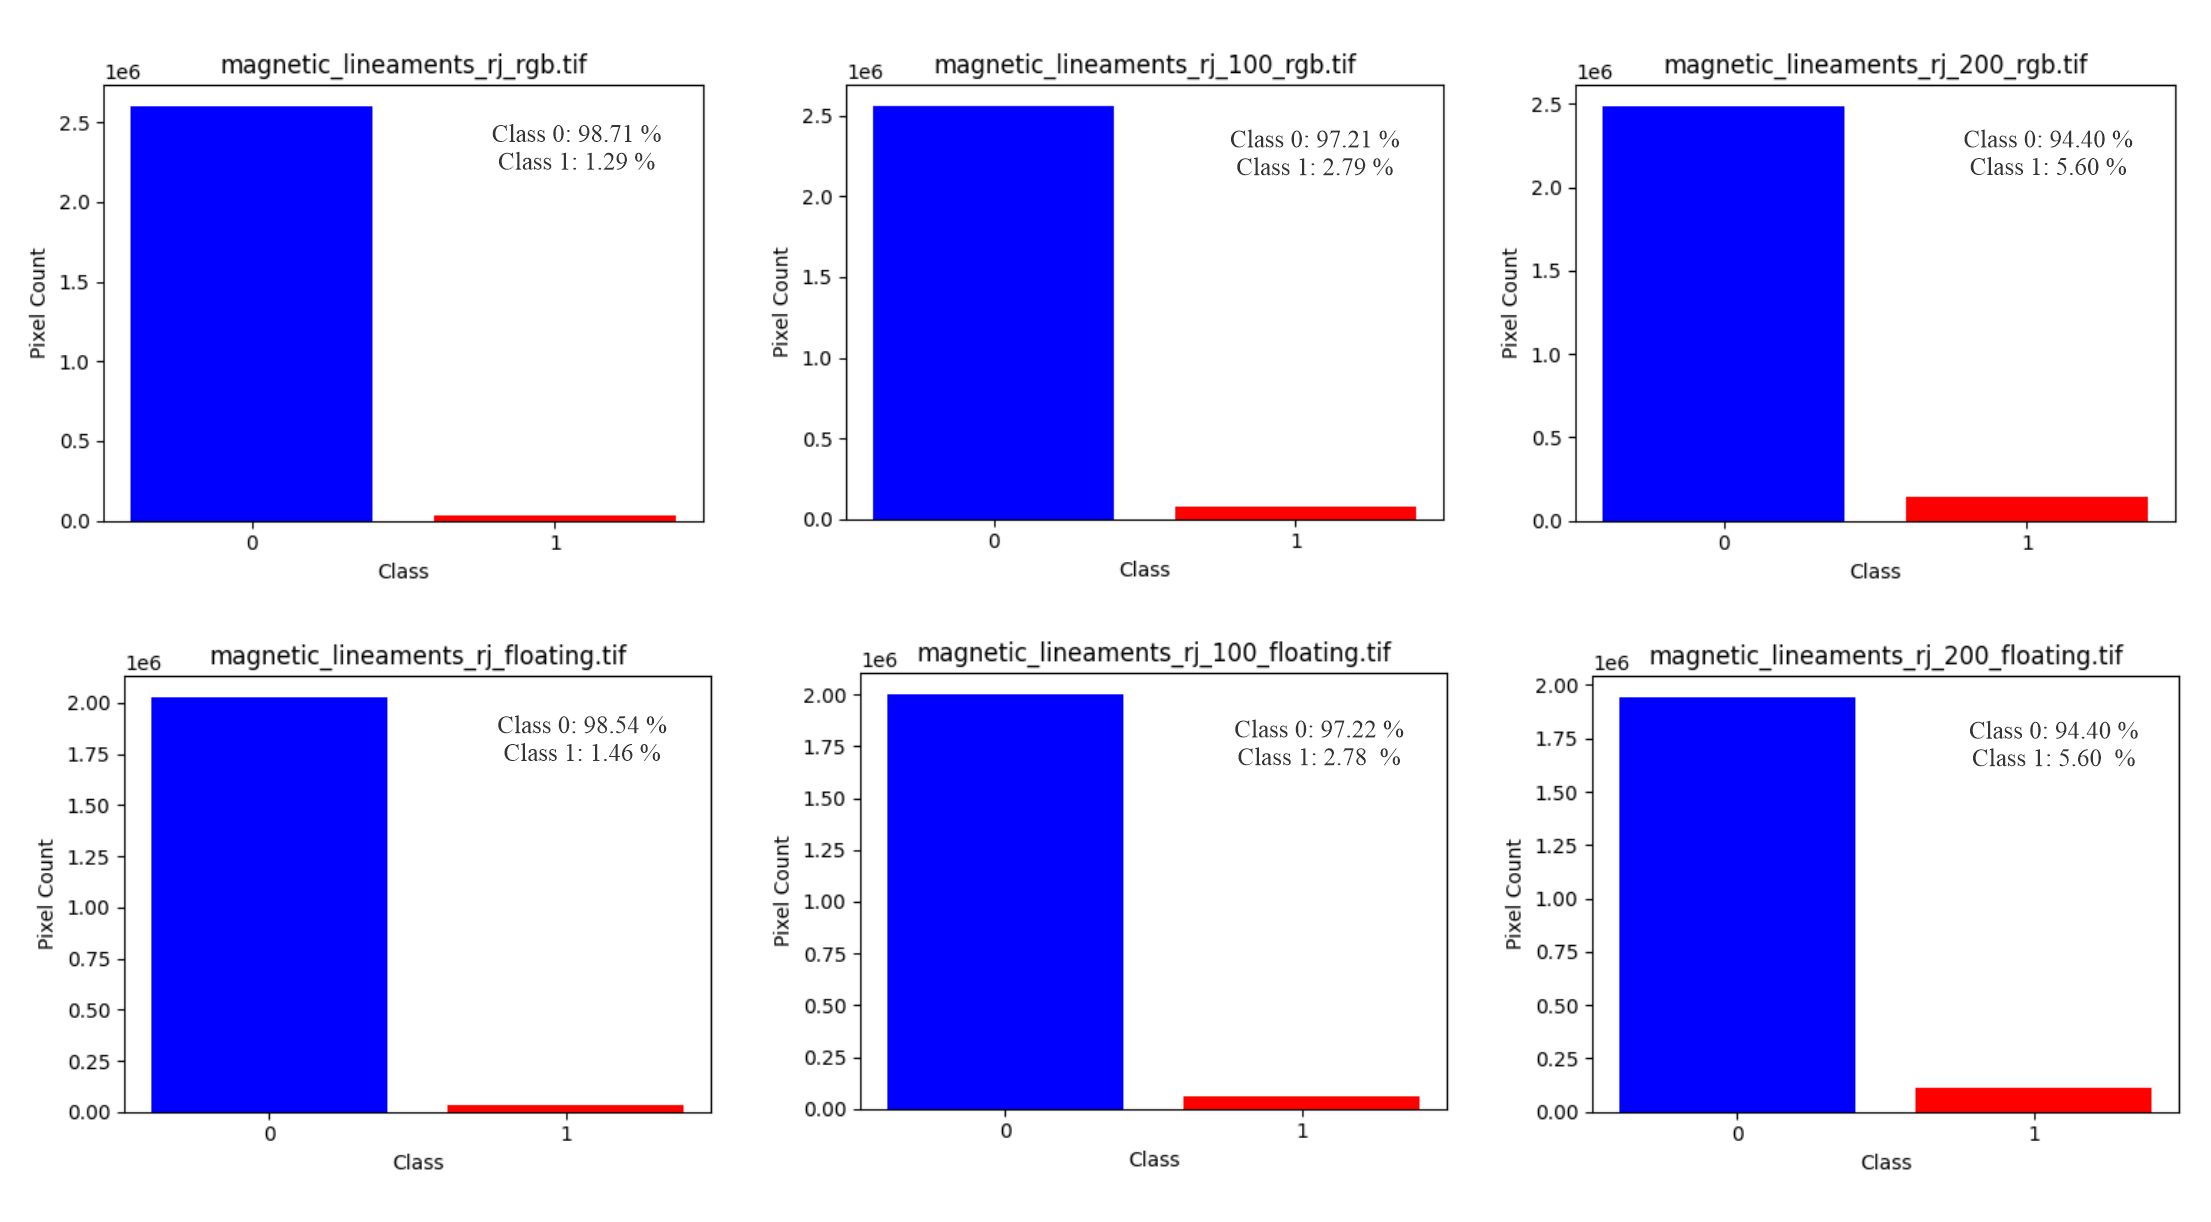 magnetic_lineaments_rj_rgb.tif
1e6
Class 0: 98.71 %
Class 1: 1.29 %
2.5
2.0
1.5
1.0
0.5
0.0
Pixel Count
0
1
Class
magnetic_lineaments_rj_100_rgb.tif
1e6
Class 0: 97.21 %
Class 1: 2.79 %
2.5
2.0
1.5
1.0
0.5
0.0
Pixel Count
0
1
Class
magnetic_lineaments_rj_200_rgb.tif
1e6
Class 0: 94.40 %
Class 1: 5.60 %
2.5
2.0
1.5
1.0
0.5
0.0
Pixel Count
0
1
Class
magnetic_lineaments_rj_floating.tif
1e6
Class 0: 98.54 %
Class 1: 1.46 %
2.00
1.75
1.50
1.25
1.00
0.75
0.50
0.25
0.00
Pixel Count
0
1
Class
magnetic_lineaments_rj_100_floating.tif
1e6
Class 0: 97.22 %
Class 1: 2.78  %
2.00
1.75
1.50
1.25
1.00
0.75
0.50
0.25
0.00
Pixel Count
0
1
Class
magnetic_lineaments_rj_200_floating.tif
1e6
Class 0: 94.40 %
Class 1: 5.60  %
2.00
1.75
1.50
1.25
1.00
0.75
0.50
0.25
0.00
Pixel Count
0
1
Class